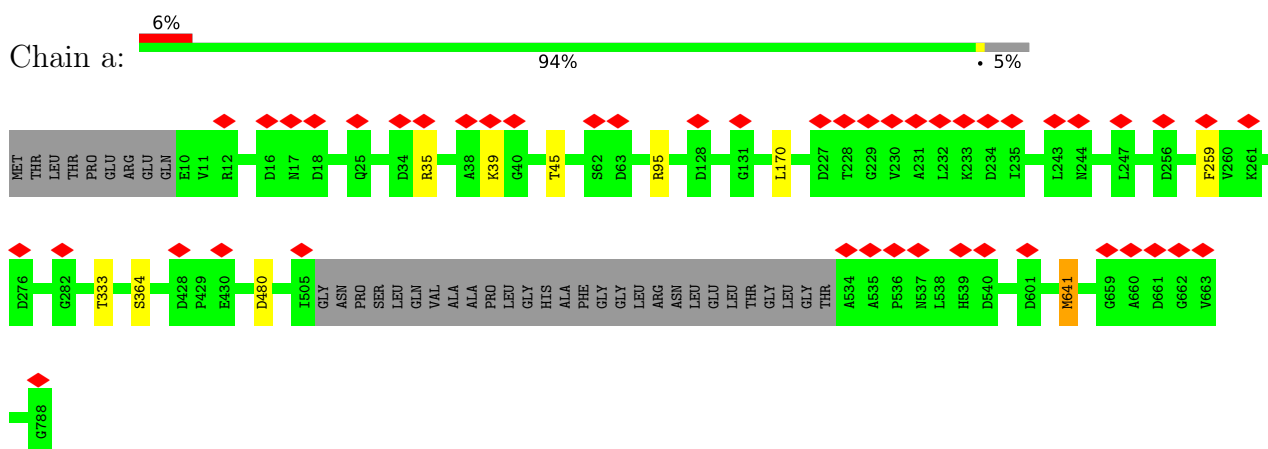 6%
Chain a:
94%
• 5%
MET THR LEU THR PRO GLU ARG GLU GLN E10 V11 R12 D16 N17 D18 Q25 D34 R35 A38 K39 G40 T45 S62 D63 R95 D128 G131 L170 D227 T228 G229 V230 A231 L232 K233 D234 I235 L243 N244 L247 D256 F259 V260 K261
D276 G282 T333 S364 D428 P429 E430 D480 I505 GLY ASN PRO SER LEU GLN VAL ALA ALA PRO LEU GLY HIS ALA PHE GLY GLY LEU ARG ASN LEU GLU LEU THR GLY LEU GLY THR A534 A535 P536 N537 L538 H539 D540 D601 M641 G659 A660 D661 G662 V663
G788